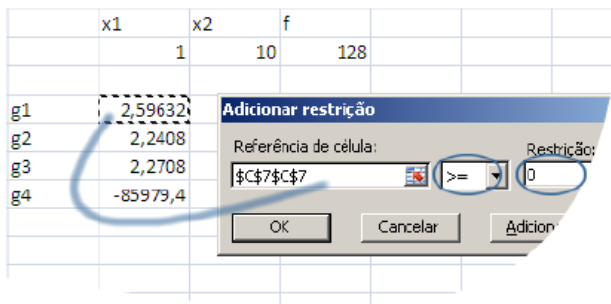 x1 x2 f
1 10 128
g1 2,59632
g2 2,2408
g3 2,2708
g4 -85979,4
Adicionar restrição
Referência de célula: Restrição:
$C$7$C$7 >= 0
OK Cancelar